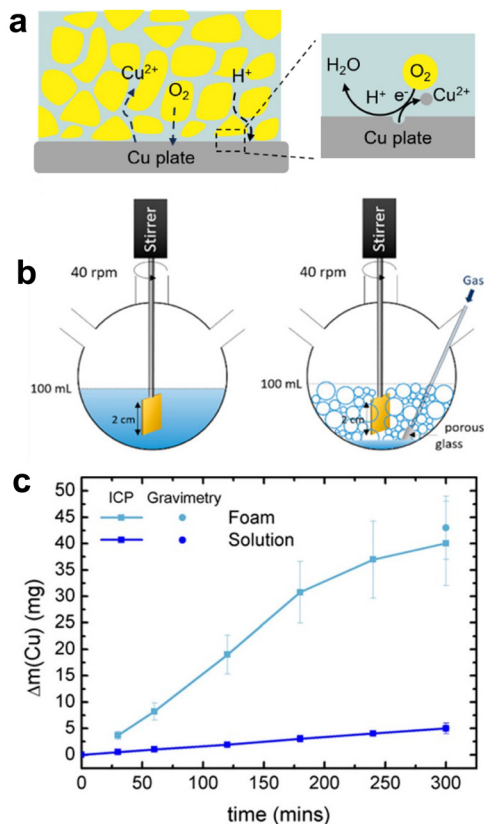 a
Cu²⁺
O₂
H⁺
Cu plate
H₂O
O₂
H⁺
e⁻
Cu²⁺
Cu plate
b
Stirrer
40 rpm
100 mL
2 cm
Stirrer
40 rpm
Gas
100 mL
2 cm
porous
glass
c
ICP Gravimetry
Foam
Solution
Δm(Cu) (mg)
50
45
40
35
30
25
20
15
10
5
0
0 50 100 150 200 250 300
time (mins)